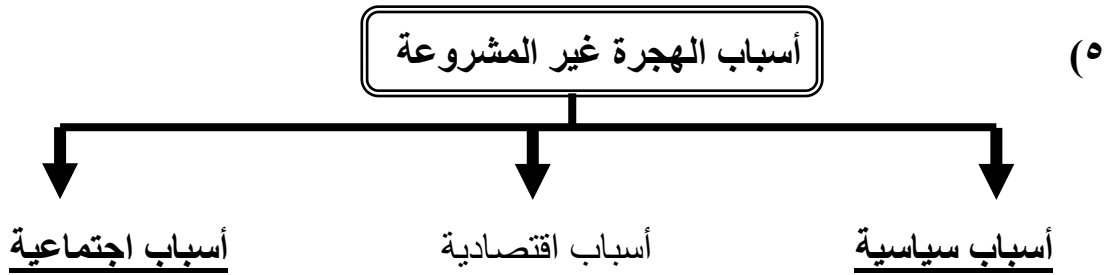 ٥)
أسباب الهجرة غير المشروعة
أسباب سياسية
أسباب اقتصادية
أسباب اجتماعية